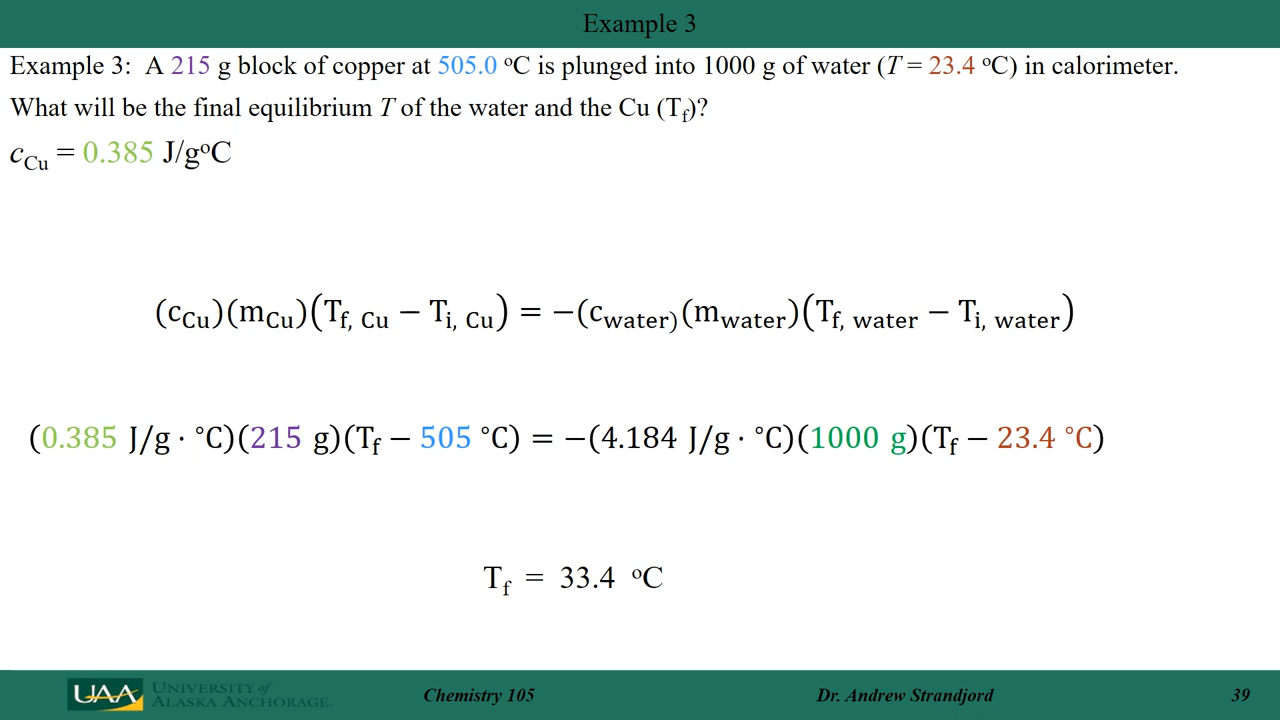 Example 3
Example 3: A 215 g block of copper at 505.0 ºC is plunged into 1000 g of water (T = 23.4 ºC) in calorimeter.
What will be the final equilibrium T of the water and the Cu (Tf)?
cCu = 0.385 J/gºC
(cCu)(mCu)(Tf, Cu − Ti, Cu) = −(cwater)(mwater)(Tf, water − Ti, water)
(0.385 J/g · °C)(215 g)(Tf − 505 °C) = −(4.184 J/g · °C)(1000 g)(Tf − 23.4 °C)
Tf = 33.4 ºC
UAA UNIVERSITY of
ALASKA ANCHORAGE.
Chemistry 105
Dr. Andrew Strandjord
39